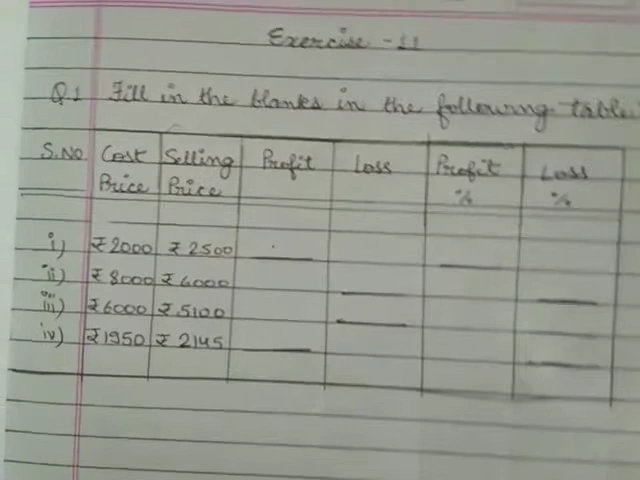 Exercise - 11
Q1 Fill in the blanks in the following table
S.No Cost Price Selling Price Profit Loss Profit % Loss %
i) ₹2000 ₹2500
ii) ₹8000 ₹6000
iii) ₹6000 ₹5100
iv) ₹1950 ₹2145